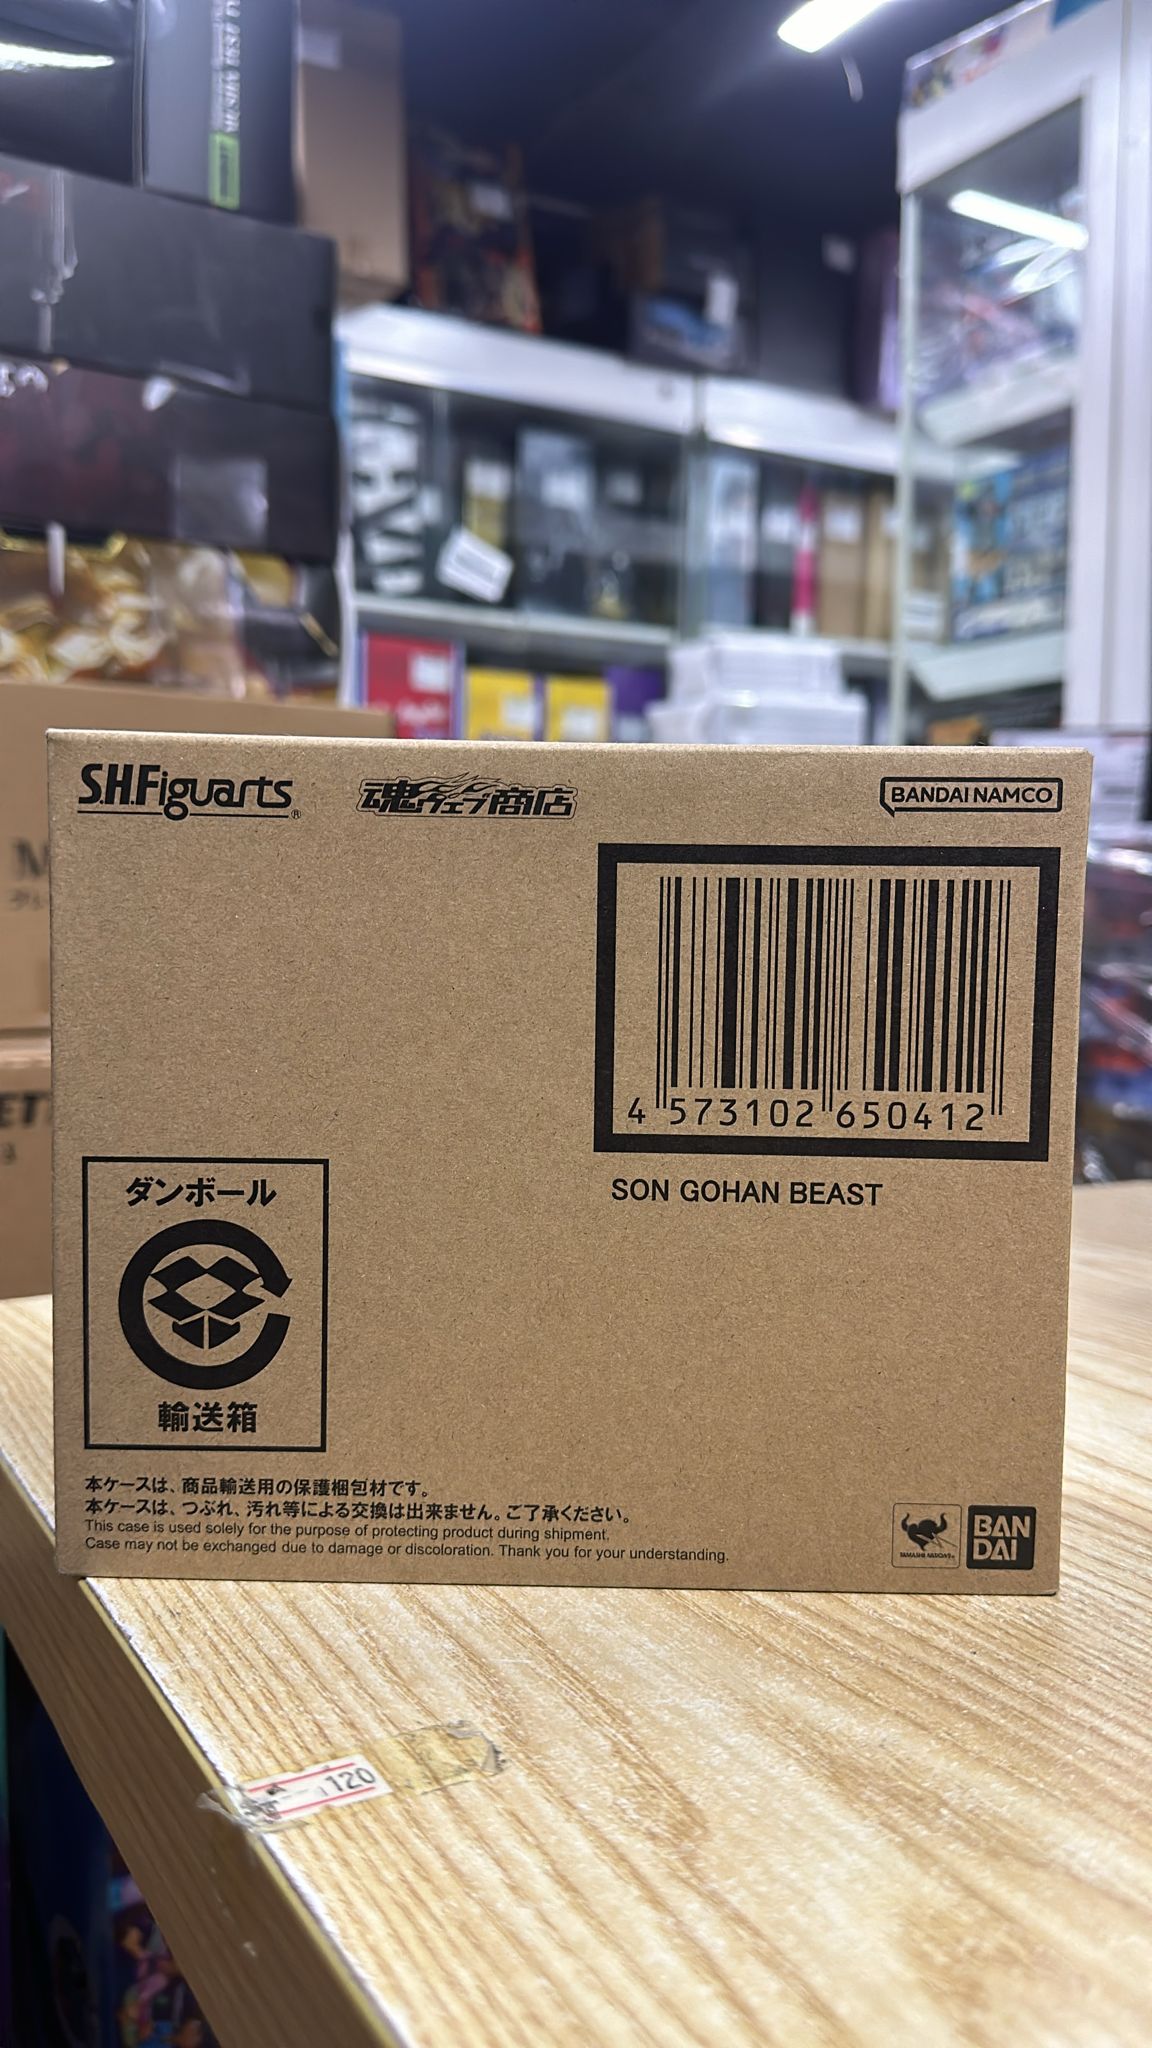 S.H.Figuarts®
魂ウェブ商店
BANDAI NAMCO
4 573102 650412
SON GOHAN BEAST
ダンボール
輸送箱
本ケースは、商品輸送用の保護梱包材です。
本ケースは、つぶれ、汚れ等による交換は出来ません。ご了承ください。
This case is used solely for the purpose of protecting product during shipment.
Case may not be exchanged due to damage or discoloration. Thank you for your understanding.
TAMASHII NATIONS
BAN
DAI
120